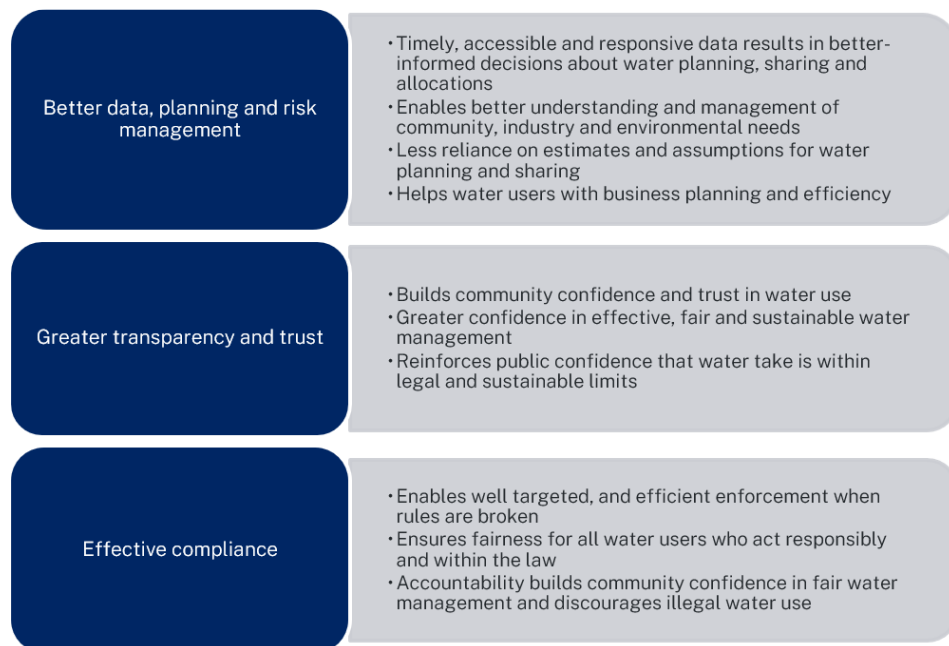 Better data, planning and risk
management
• Timely, accessible and responsive data results in better-
informed decisions about water planning, sharing and
allocations
• Enables better understanding and management of
community, industry and environmental needs
• Less reliance on estimates and assumptions for water
planning and sharing
• Helps water users with business planning and efficiency
Greater transparency and trust
• Builds community confidence and trust in water use
• Greater confidence in effective, fair and sustainable water
management
• Reinforces public confidence that water take is within
legal and sustainable limits
Effective compliance
• Enables well targeted, and efficient enforcement when
rules are broken
• Ensures fairness for all water users who act responsibly
and within the law
• Accountability builds community confidence in fair water
management and discourages illegal water use